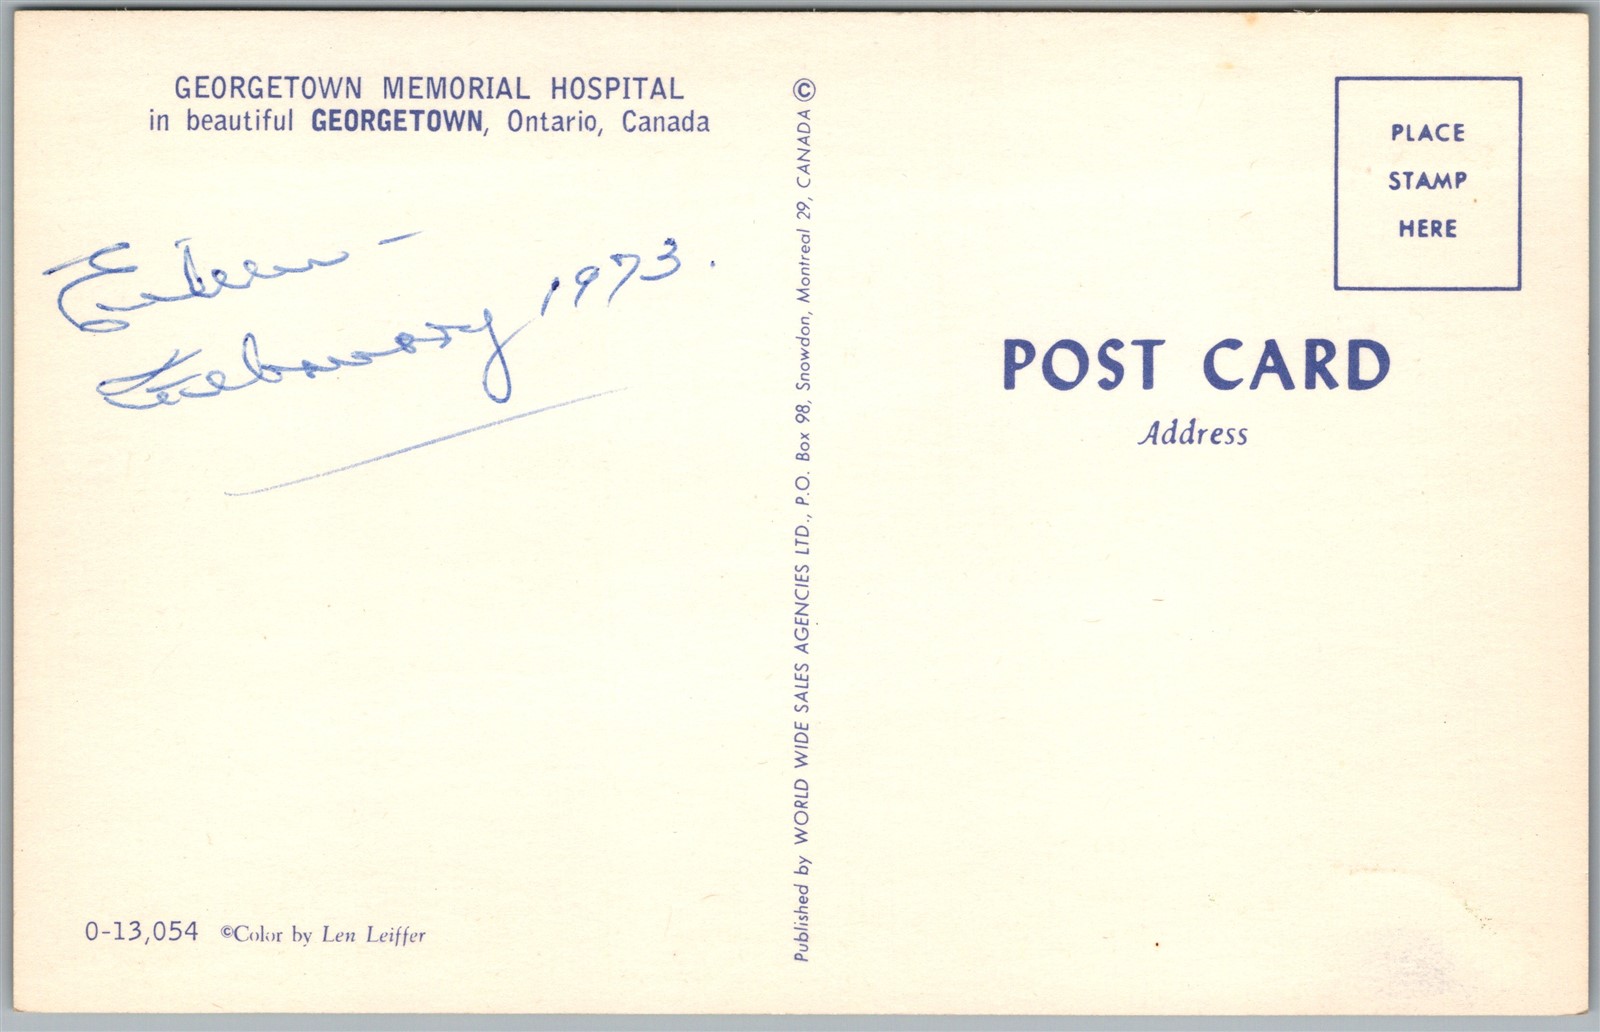 GEORGETOWN MEMORIAL HOSPITAL
in beautiful GEORGETOWN, Ontario, Canada
Eileen -
February 1973.
O-13,054 ©Color by Len Leiffer
Published by WORLD WIDE SALES AGENCIES LTD., P.O. Box 98, Snowdon, Montreal 29, CANADA ©
PLACE
STAMP
HERE
POST CARD
Address